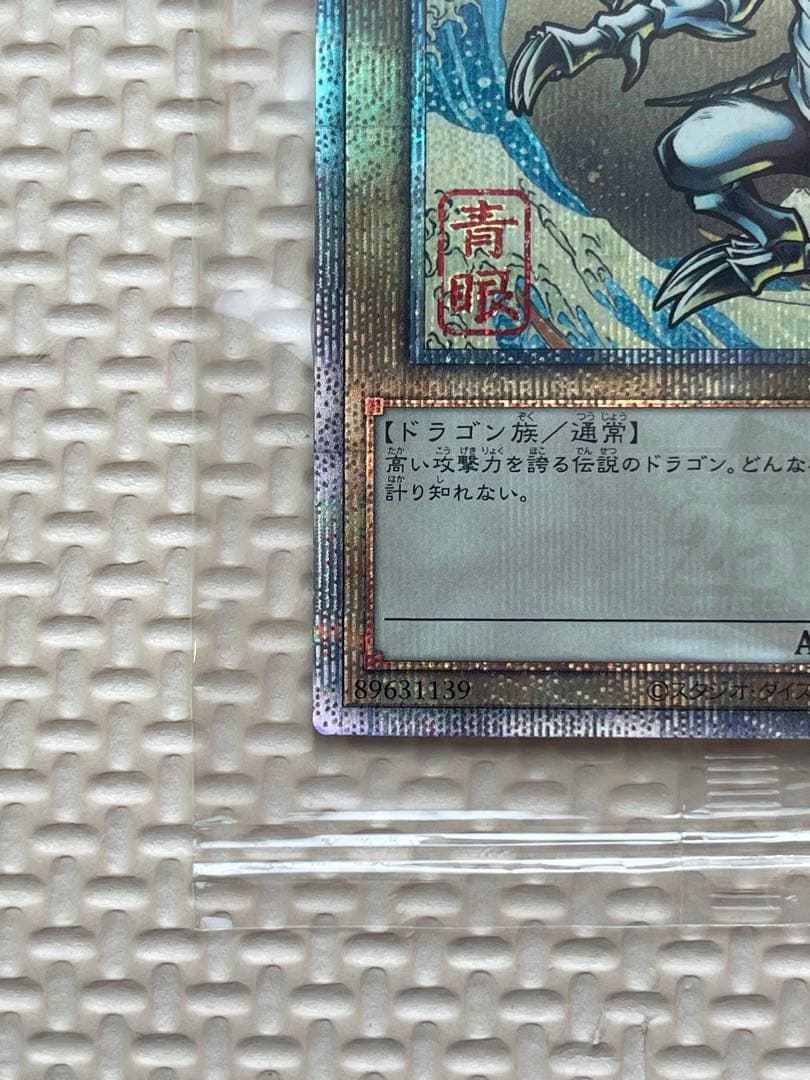 青
眼
【ドラゴン族／通常】
高い攻撃力を誇る伝説のドラゴン。どんな
計り知れない。
A
89631139
©スタジオ・ダイス